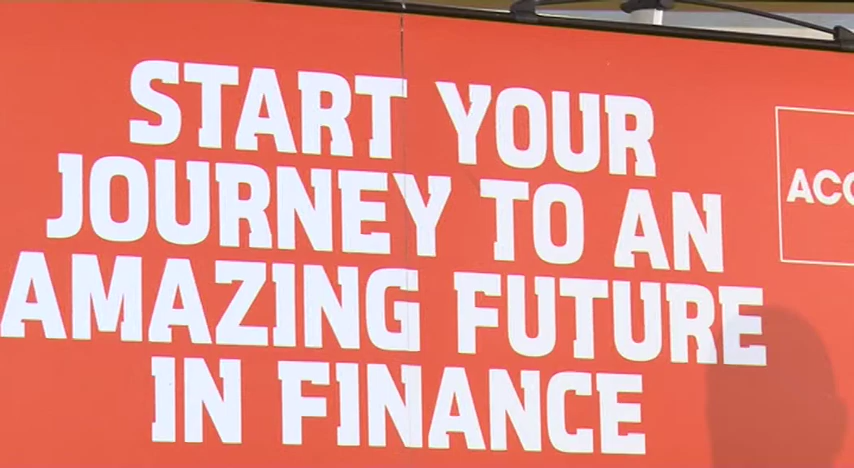 START YOUR
JOURNEY TO AN
AMAZING FUTURE
IN FINANCE